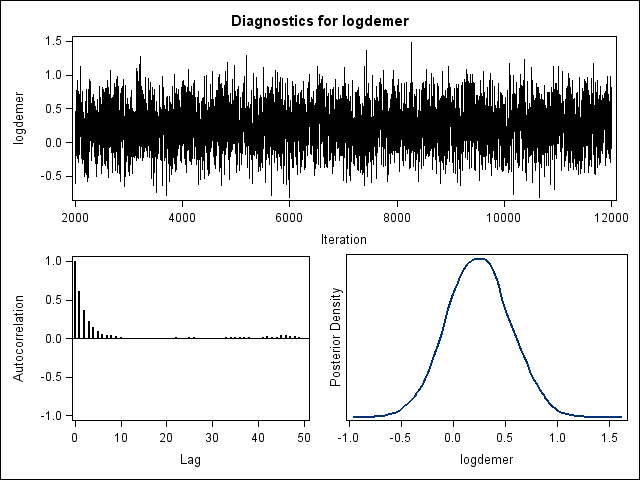 Diagnostics for logdemer
logdemer
1.5
1.0
0.5
0.0
-0.5
2000 4000 6000 8000 10000 12000
Iteration
Autocorrelation
1.0
0.5
0.0
-0.5
-1.0
0 10 20 30 40 50
Lag
Posterior Density
-1.0 -0.5 0.0 0.5 1.0 1.5
logdemer